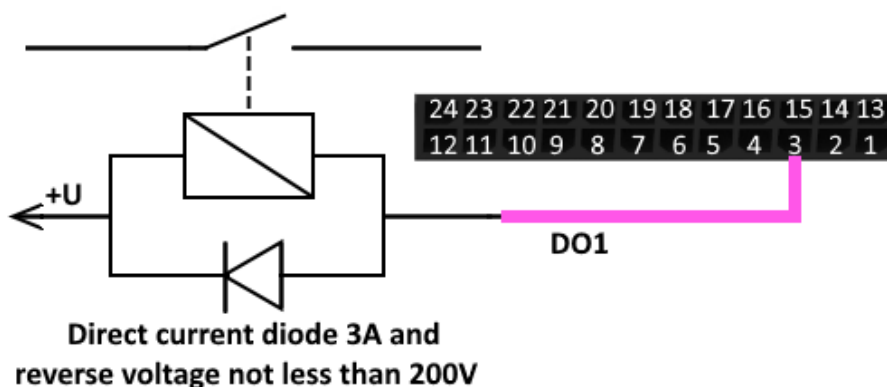 24 23 22 21 20 19 18 17 16 15 14 13
12 11 10 9 8 7 6 5 4 3 2 1
+U
DO1
Direct current diode 3A and
reverse voltage not less than 200V